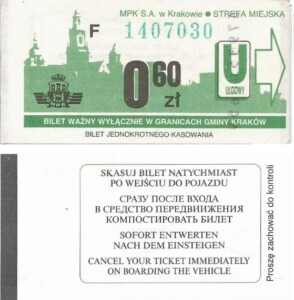 MPK S.A. w Krakowie • STREFA MIEJSKA
F 1407030
0 60 zł
U
ULGOWY
BILET WAŻNY WYŁĄCZNIE W GRANICACH GMINY KRAKÓW
BILET JEDNOKROTNEGO KASOWANIA
SKASUJ BILET NATYCHMIAST
PO WEJŚCIU DO POJAZDU
СРАЗУ ПОСЛЕ ВХОДА
В СРЕДСТВО ПЕРЕДВИИЖЕНИЯ
КОМПОСТИРОВАТЬ БИЛЕТ
SOFORT ENTWERTEN
NACH DEM EINSTEIGEN
CANCEL YOUR TICKET IMMEDIATELY
ON BOARDING THE VEHICLE
Proszę zachować do kontroli